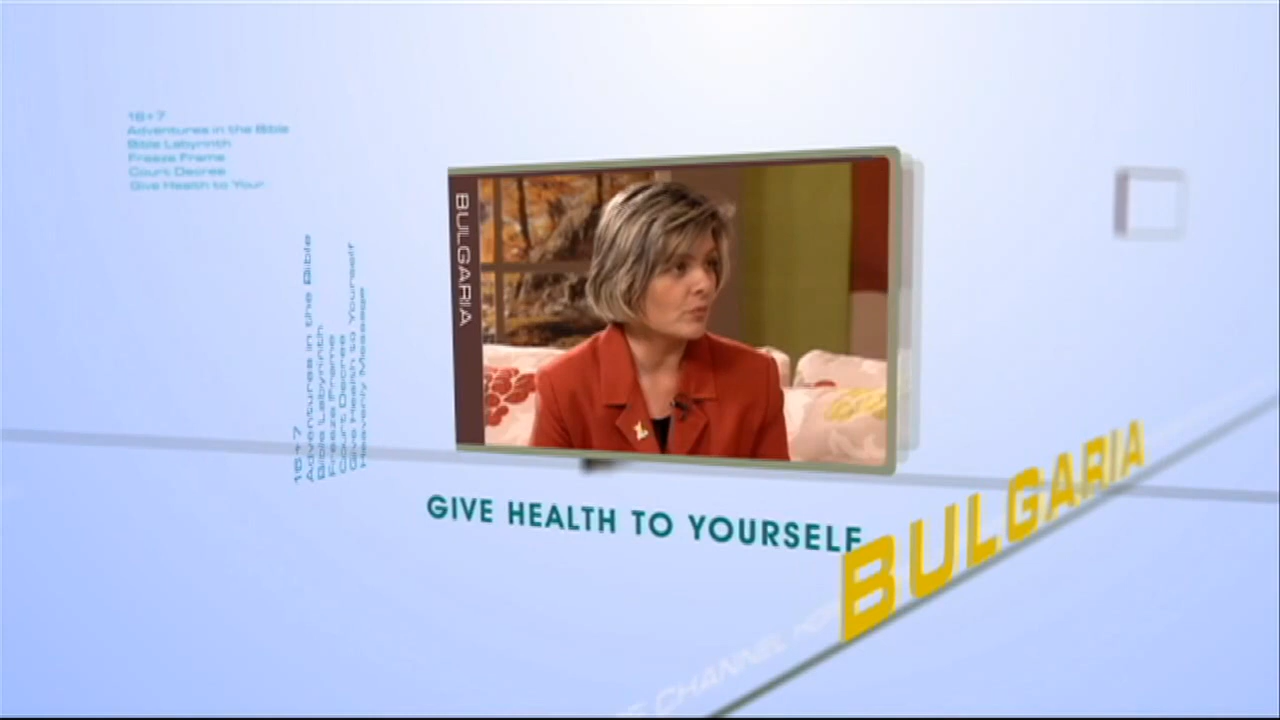 16+7
Adventures in the Bible
Bible Labyrinth
Freeze Frame
Court Decree
Give Health to Your
16+7
Adventures in the Bible
Bible Labyrinth
Freeze Frame
Court Decree
Give Health to Yourself
Heavenly Message
BULGARIA
GIVE HEALTH TO YOURSELF
BULGARIA
CHANNEL